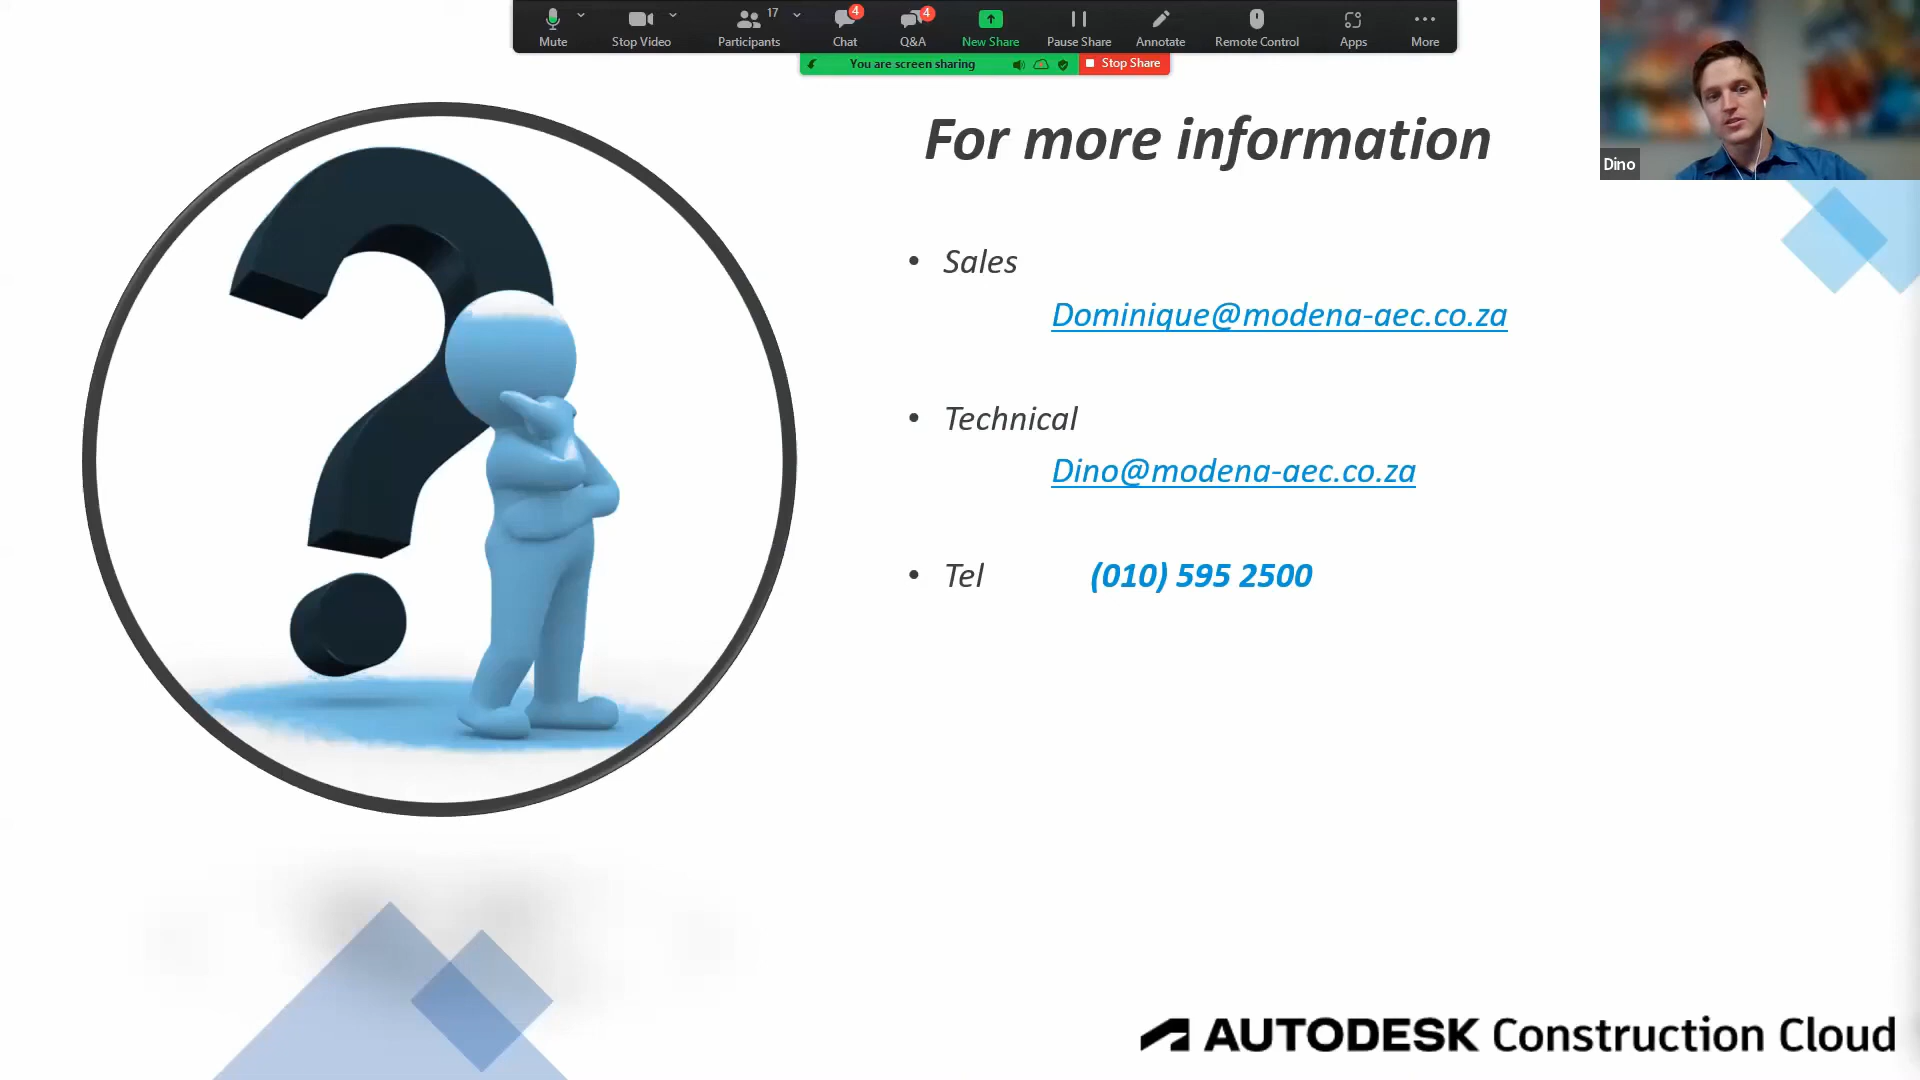 17
4
4
Mute
Stop Video
Participants
Chat
Q&A
New Share
Pause Share
Annotate
Remote Control
Apps
More
You are screen sharing
Stop Share
Dino
For more information
• Sales
Dominique@modena-aec.co.za
• Technical
Dino@modena-aec.co.za
• Tel (010) 595 2500
AUTODESK Construction Cloud